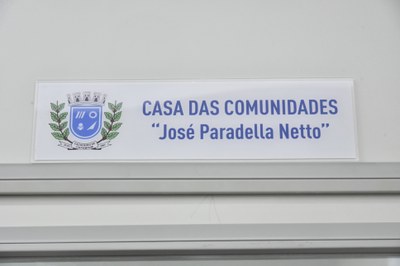 CASA DAS COMUNIDADES
“José Paradella Netto”